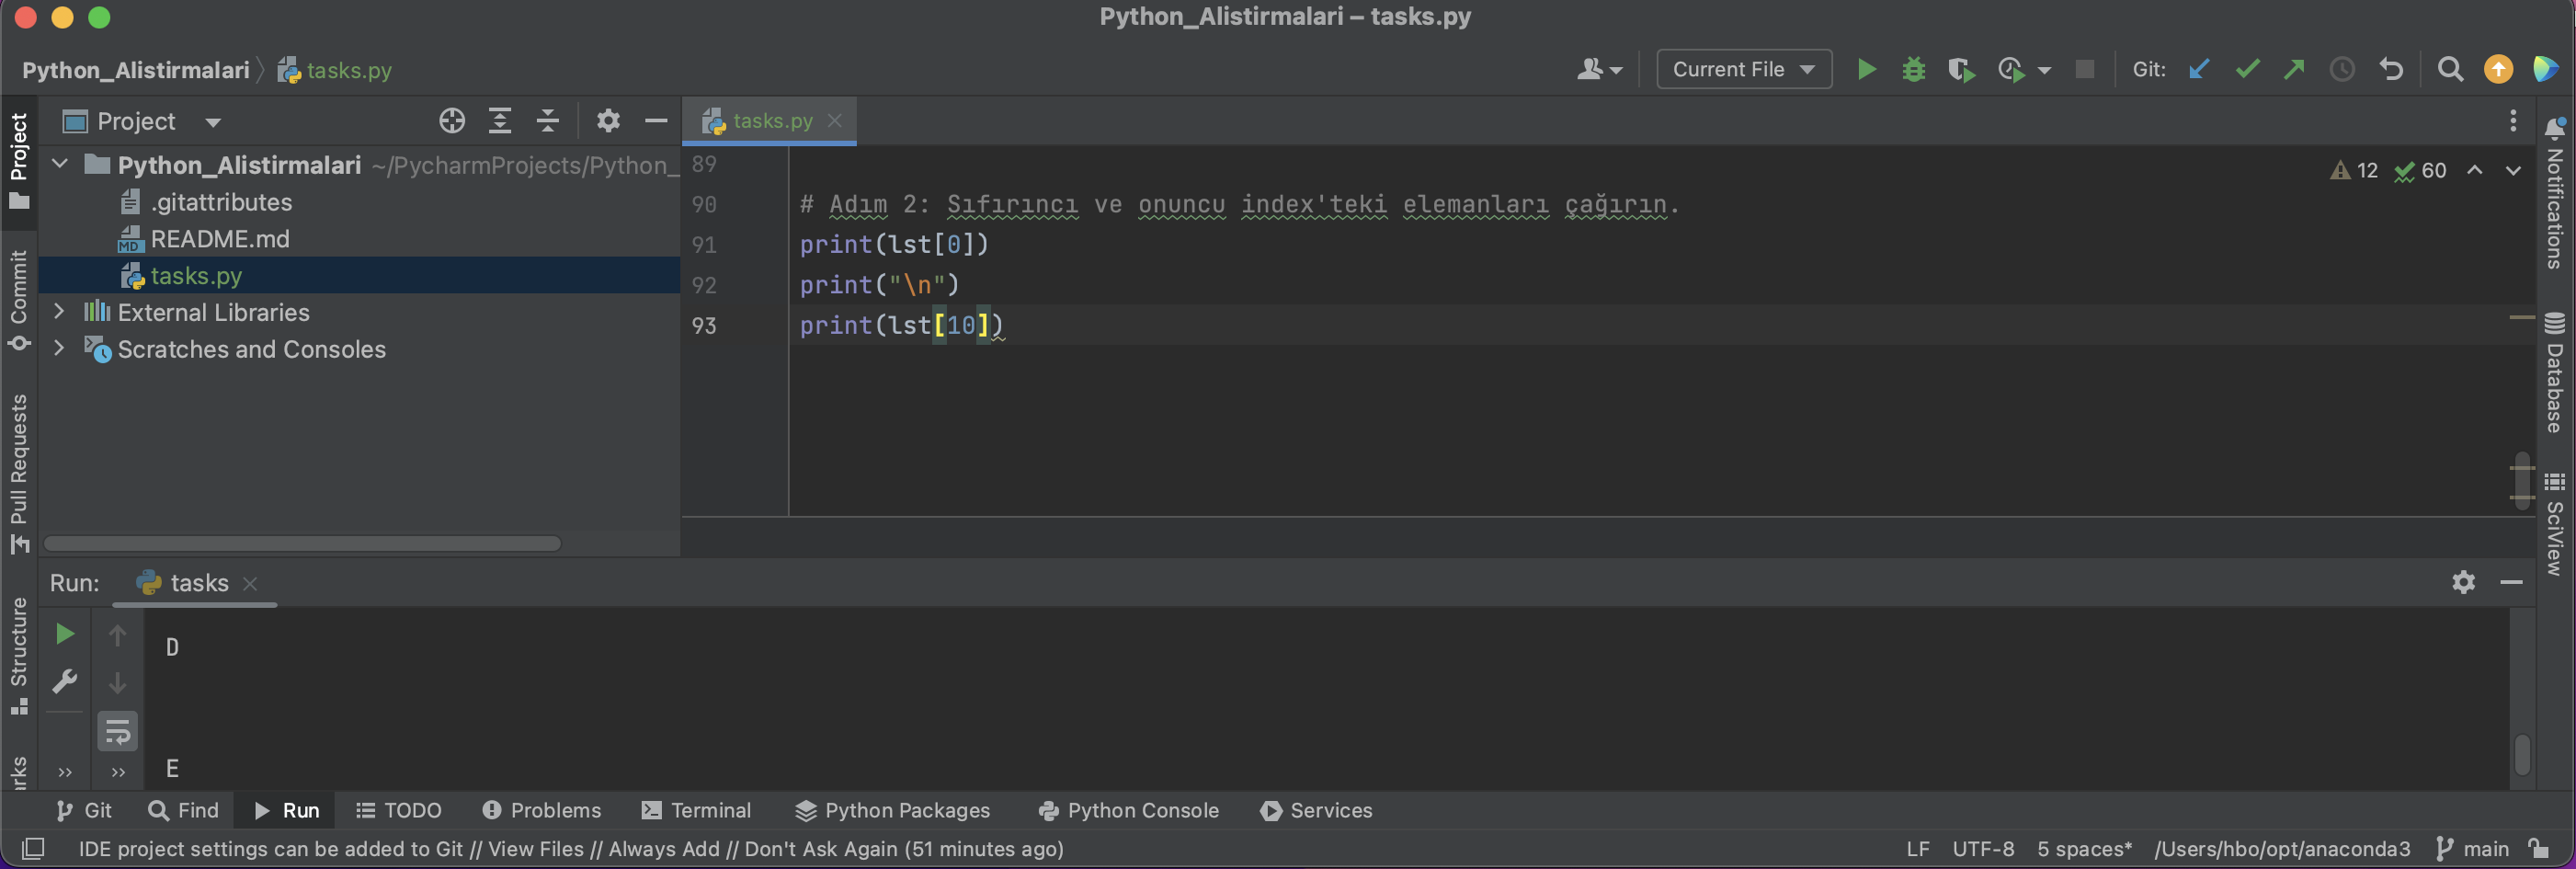 Python_Alistirmalari – tasks.py
Python_Alistirmalari tasks.py
Current File
Git:
Project
Project
tasks.py
Python_Alistirmalari ~/PycharmProjects/Python_
.gitattributes
README.md
MD
tasks.py
External Libraries
Scratches and Consoles
89
90 # Adım 2: Sıfırıncı ve onuncu index'teki elemanları çağırın.
91 print(lst[0])
92 print("\n")
93 print(lst[10])
12 60
Commit
Pull Requests
Structure
arks
Notifications
Database
SciView
Run: tasks
D
E
Git Find Run TODO Problems Terminal Python Packages Python Console Services
IDE project settings can be added to Git // View Files // Always Add // Don't Ask Again (51 minutes ago)
LF UTF-8 5 spaces* /Users/hbo/opt/anaconda3 main